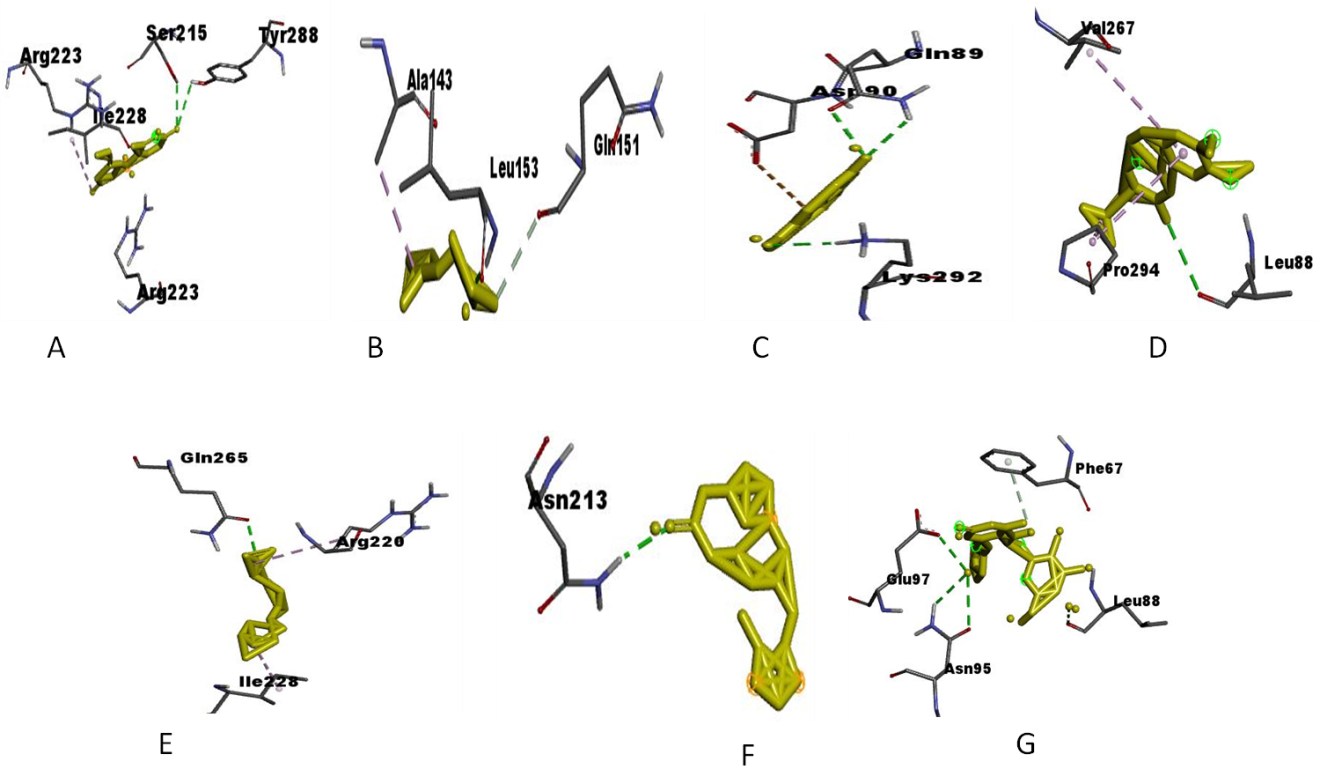 Arg223
Ser215
Tyr288
Ile228
Arg223
A
Ala143
Leu153
Gln151
B
Gln89
Asp90
Lys292
C
Val267
Pro294
Leu88
D
Gln265
Arg220
Ile228
E
Asn213
F
Phe67
Glu97
Leu88
Asn95
G